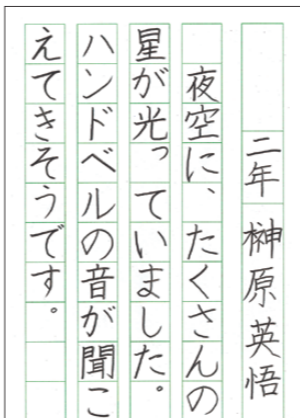 二年 榊原英悟
夜空に、たくさんの
星が光っていました。
ハンドベルの音が聞こ
えてきそうです。